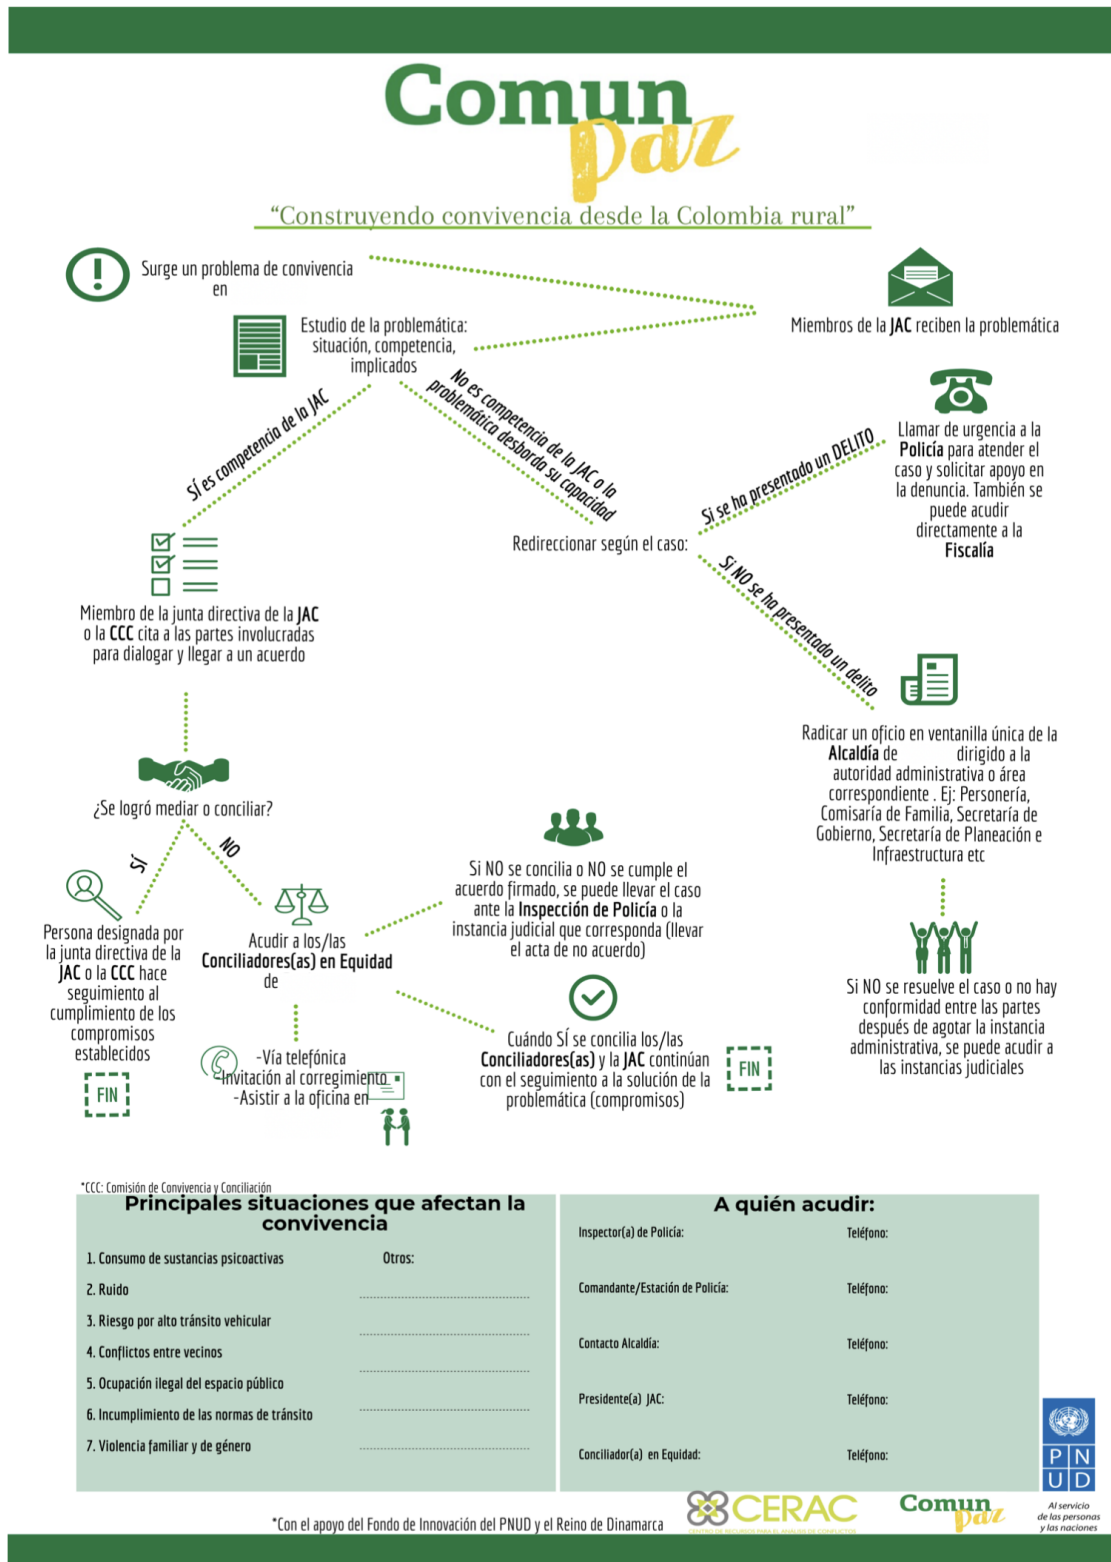 Comun
paz
“Construyendo convivencia desde la Colombia rural”
Surge un problema de convivencia
en
Miembros de la JAC reciben la problemática
Estudio de la problemática:
situación, competencia,
implicados
SÍ es competencia de la JAC
No es competencia de la JAC o la
problemática desborda su capacidad
Redireccionar según el caso:
Si se ha presentado un DELITO
Llamar de urgencia a la
Policía para atender el
caso y solicitar apoyo en
la denuncia. También se
puede acudir
directamente a la
Fiscalía
Si NO se ha presentado un delito
Radicar un oficio en ventanilla única de la
Alcaldía de dirigido a la
autoridad administrativa o área
correspondiente . Ej: Personería,
Comisaría de Familia, Secretaría de
Gobierno, Secretaría de Planeación e
Infraestructura etc
Si NO se resuelve el caso o no hay
conformidad entre las partes
después de agotar la instancia
administrativa, se puede acudir a
las instancias judiciales
Miembro de la junta directiva de la JAC
o la CCC cita a las partes involucradas
para dialogar y llegar a un acuerdo
¿Se logró mediar o conciliar?
SÍ
NO
Persona designada por
la junta directiva de la
JAC o la CCC hace
seguimiento al
cumplimiento de los
compromisos
establecidos
FIN
Acudir a los/las
Conciliadores(as) en Equidad
de
-Vía telefónica
-Invitación al corregimiento
-Asistir a la oficina en
Si NO se concilia o NO se cumple el
acuerdo firmado, se puede llevar el caso
ante la Inspección de Policía o la
instancia judicial que corresponda (llevar
el acta de no acuerdo)
Cuándo SÍ se concilia los/las
Conciliadores(as) y la JAC continúan
con el seguimiento a la solución de la
problemática (compromisos)
FIN
*CCC: Comisión de Convivencia y Conciliación
Principales situaciones que afectan la
convivencia
1. Consumo de sustancias psicoactivas
Otros:
2. Ruido
3. Riesgo por alto tránsito vehicular
4. Conflictos entre vecinos
5. Ocupación ilegal del espacio público
6. Incumplimiento de las normas de tránsito
7. Violencia familiar y de género
A quién acudir:
Inspector(a) de Policía: Teléfono:
Comandante/Estación de Policía: Teléfono:
Contacto Alcaldía: Teléfono:
Presidente(a) JAC: Teléfono:
Conciliador(a) en Equidad: Teléfono:
*Con el apoyo del Fondo de Innovación del PNUD y el Reino de Dinamarca
CERAC
CENTRO DE RECURSOS PARA EL ANÁLISIS DE CONFLICTOS
Comun
paz
P N
U D
Al servicio
de las personas
y las naciones